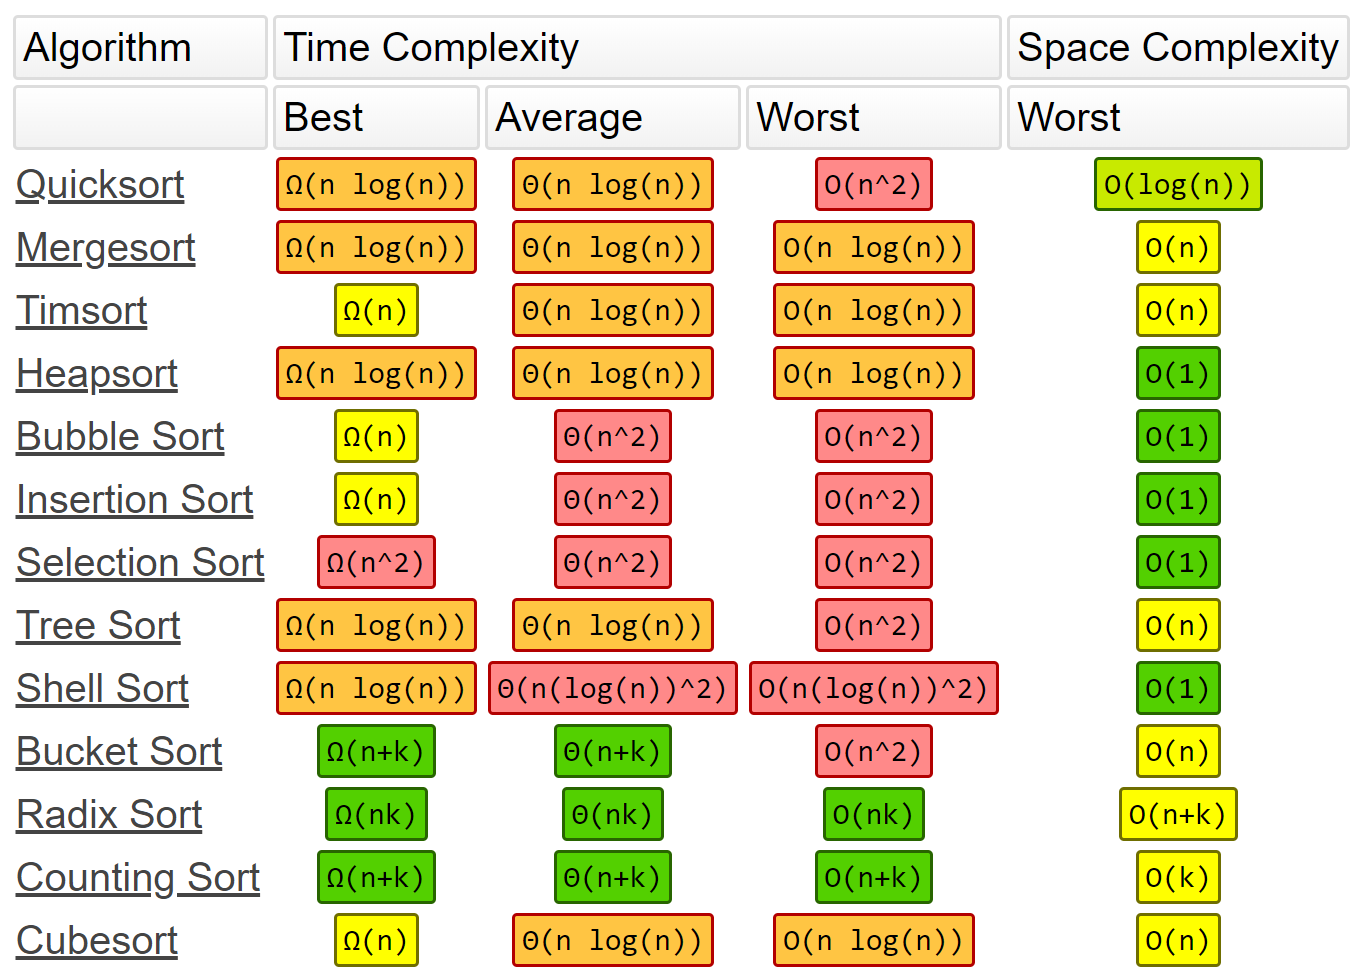 Algorithm Time Complexity Space Complexity
Best Average Worst Worst
Quicksort Ω(n log(n)) Θ(n log(n)) O(n^2) O(log(n))
Mergesort Ω(n log(n)) Θ(n log(n)) O(n log(n)) O(n)
Timsort Ω(n) Θ(n log(n)) O(n log(n)) O(n)
Heapsort Ω(n log(n)) Θ(n log(n)) O(n log(n)) O(1)
Bubble Sort Ω(n) Θ(n^2) O(n^2) O(1)
Insertion Sort Ω(n) Θ(n^2) O(n^2) O(1)
Selection Sort Ω(n^2) Θ(n^2) O(n^2) O(1)
Tree Sort Ω(n log(n)) Θ(n log(n)) O(n^2) O(n)
Shell Sort Ω(n log(n)) Θ(n(log(n))^2) O(n(log(n))^2) O(1)
Bucket Sort Ω(n+k) Θ(n+k) O(n^2) O(n)
Radix Sort Ω(nk) Θ(nk) O(nk) O(n+k)
Counting Sort Ω(n+k) Θ(n+k) O(n+k) O(k)
Cubesort Ω(n) Θ(n log(n)) O(n log(n)) O(n)